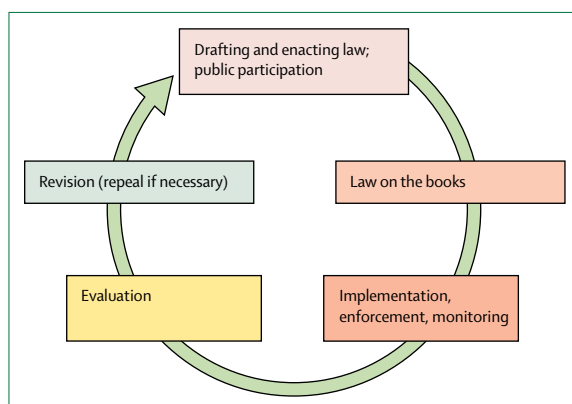 Drafting and enacting law;
public participation
Law on the books
Implementation,
enforcement, monitoring
Evaluation
Revision (repeal if necessary)